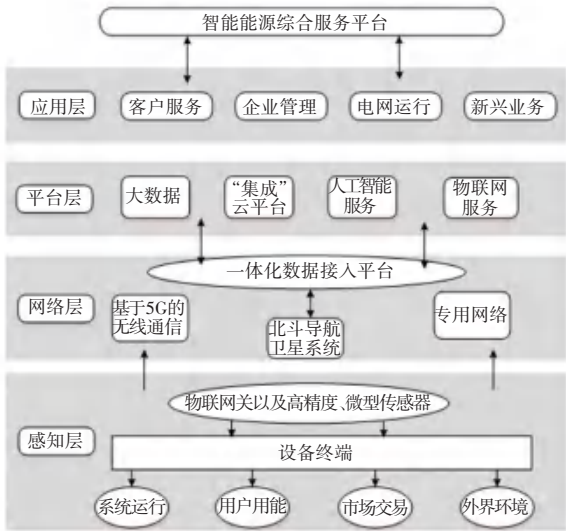 智能能源综合服务平台
应用层
客户服务
企业管理
电网运行
新兴业务
平台层
大数据
“集成”
云平台
人工智能
服务
物联网
服务
一体化数据接入平台
网络层
基于5G的
无线通信
北斗导航
卫星系统
专用网络
物联网关以及高精度、微型传感器
感知层
设备终端
系统运行
用户用能
市场交易
外界环境